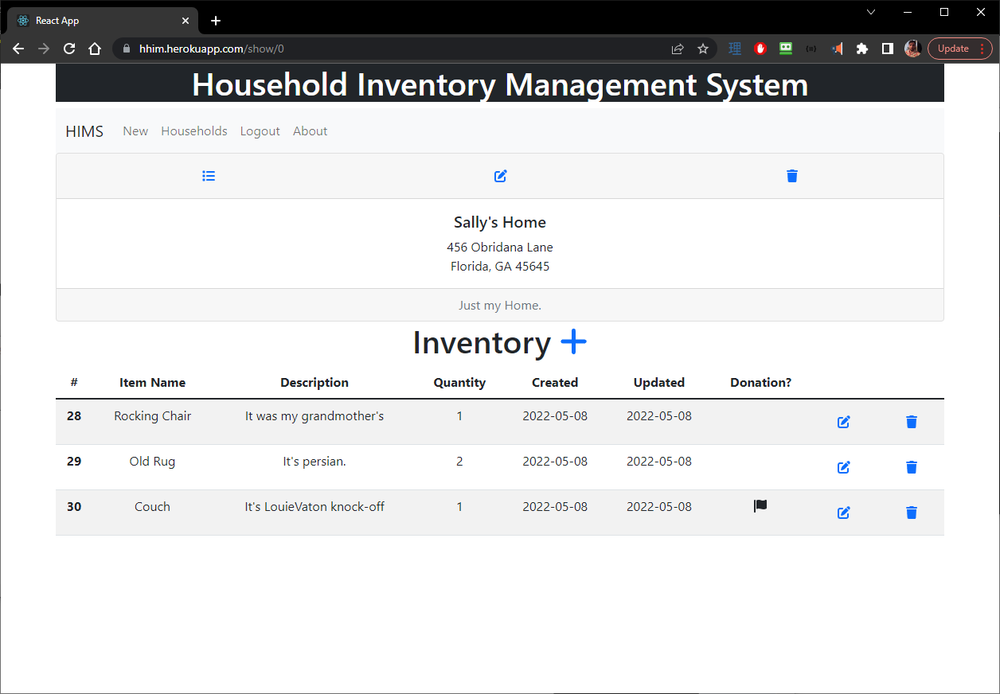 React App
hhim.herokuapp.com/show/0
理
Update
Household Inventory Management System
HIMS New Households Logout About
Sally's Home
456 Obridana Lane
Florida, GA 45645
Just my Home.
Inventory
# Item Name Description Quantity Created Updated Donation?
28 Rocking Chair It was my grandmother's 1 2022-05-08 2022-05-08
29 Old Rug It's persian. 2 2022-05-08 2022-05-08
30 Couch It's LouieVaton knock-off 1 2022-05-08 2022-05-08